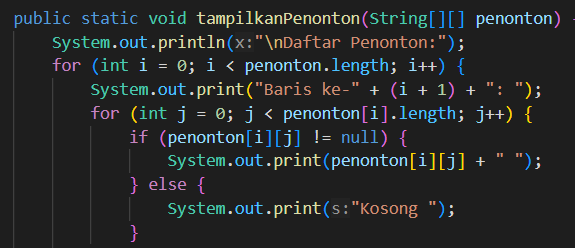 public static void tampilkanPenonton(String[][] penonton) {
System.out.println(x:"\nDaftar Penonton:");
for (int i = 0; i < penonton.length; i++) {
System.out.print("Baris ke-" + (i + 1) + ": ");
for (int j = 0; j < penonton[i].length; j++) {
if (penonton[i][j] != null) {
System.out.print(penonton[i][j] + " ");
} else {
System.out.print(s:"Kosong ");
}